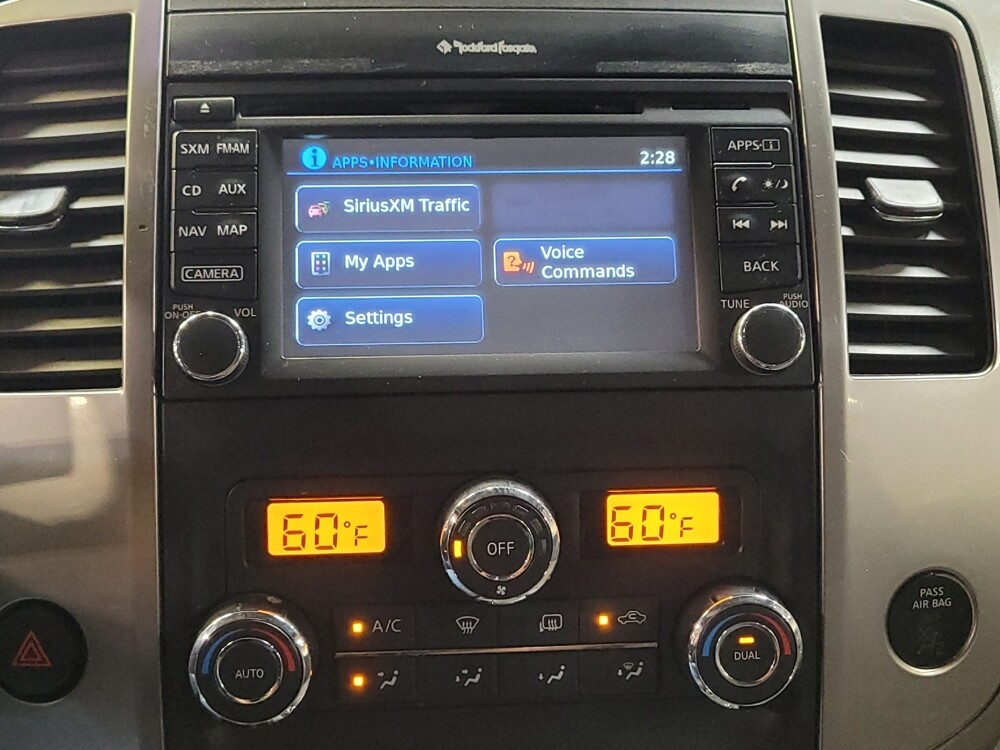 Rockford Fosgate
SXM FM·AM
APPS•INFORMATION 2:28
APPS·i
SiriusXM Traffic
CD AUX
My Apps
Voice
Commands
NAV MAP
CAMERA
BACK
Settings
PUSH
ON·OFF
VOL
TUNE
PUSH
AUDIO
60°F
OFF
60°F
A/C
AUTO
DUAL
PASS
AIR BAG